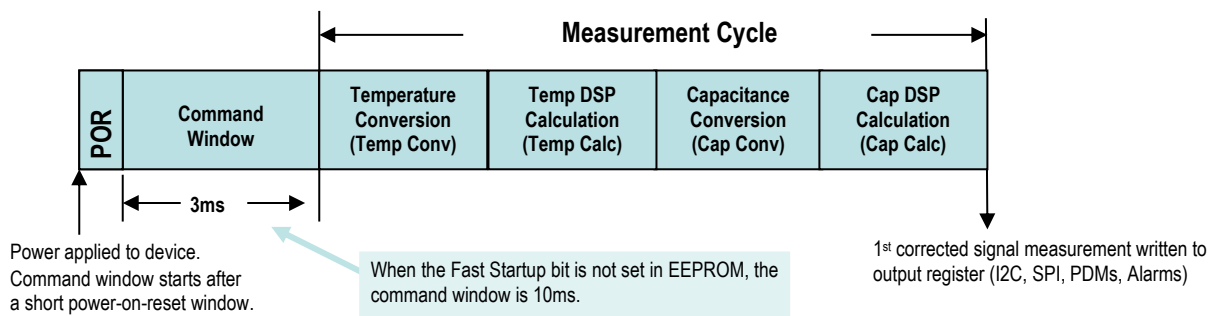 Measurement Cycle
POR
Command
Window
Temperature
Conversion
(Temp Conv)
Temp DSP
Calculation
(Temp Calc)
Capacitance
Conversion
(Cap Conv)
Cap DSP
Calculation
(Cap Calc)
3ms
Power applied to device.
Command window starts after
a short power-on-reset window.
When the Fast Startup bit is not set in EEPROM, the
command window is 10ms.
1st corrected signal measurement written to
output register (I2C, SPI, PDMs, Alarms)